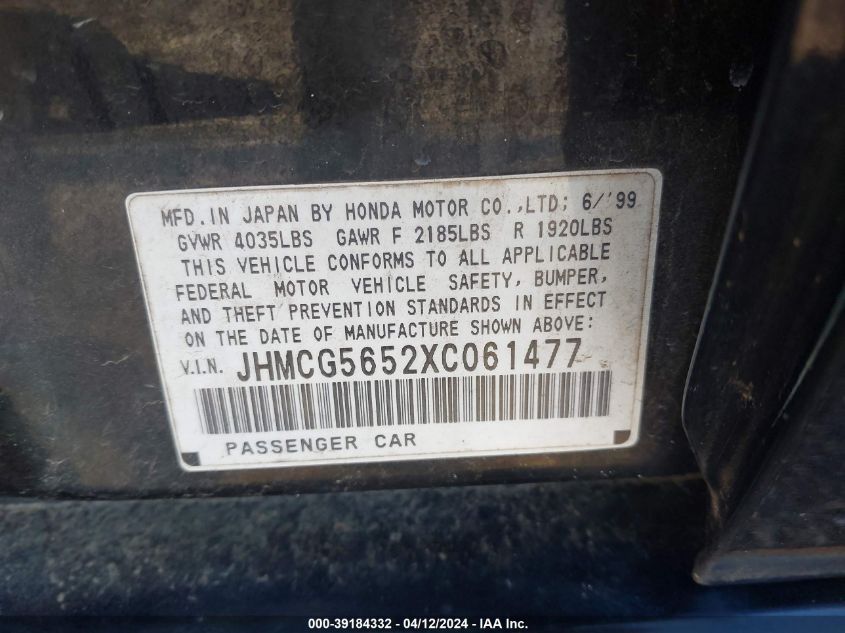 MFD.IN JAPAN BY HONDA MOTOR CO.,LTD; 6/'99
GVWR 4035LBS GAWR F 2185LBS R 1920LBS
THIS VEHICLE CONFORMS TO ALL APPLICABLE
FEDERAL MOTOR VEHICLE SAFETY, BUMPER,
AND THEFT PREVENTION STANDARDS IN EFFECT
ON THE DATE OF MANUFACTURE SHOWN ABOVE:
V.I.N. JHMCG5652XC061477
PASSENGER CAR
000-39184332 - 04/12/2024 - IAA Inc.